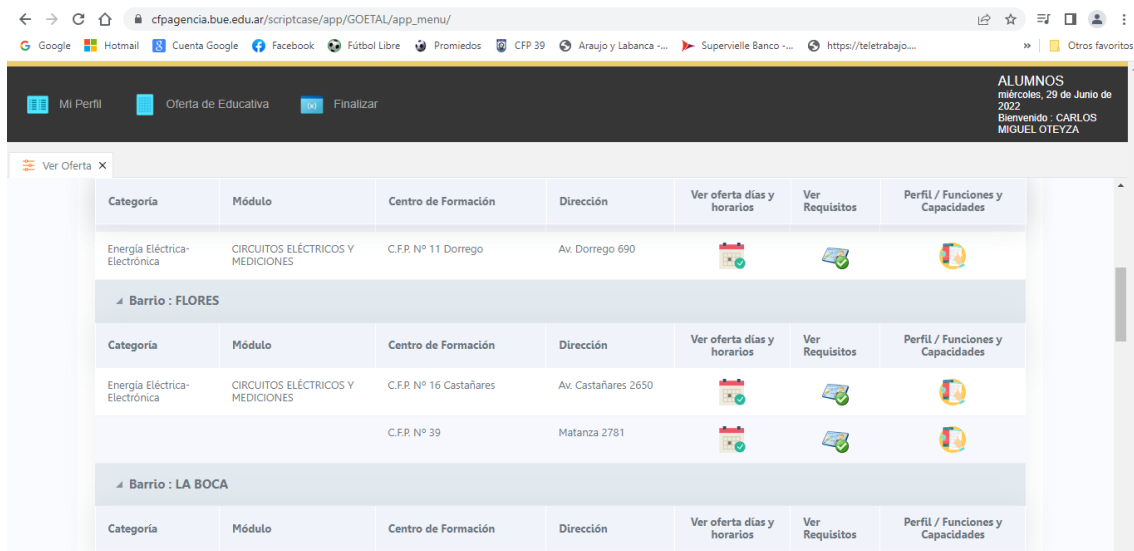 cfpagencia.bue.edu.ar/scriptcase/app/GOETAL/app_menu/
Google Hotmail Cuenta Google Facebook Fútbol Libre Promiedos CFP 39 Araujo y Labanca -... Supervielle Banco -... https://teletrabajo.... » Otros favoritos
Mi Perfil Oferta de Educativa Finalizar
ALUMNOS
miércoles, 29 de Junio de
2022
Bienvenido : CARLOS
MIGUEL OTEYZA
Ver Oferta X
Categoría Módulo Centro de Formación Dirección Ver oferta días y horarios Ver Requisitos Perfil / Funciones y Capacidades
Energía Eléctrica- CIRCUITOS ELÉCTRICOS Y C.F.P. Nº 11 Dorrego Av. Dorrego 690
Electrónica MEDICIONES
Barrio : FLORES
Categoría Módulo Centro de Formación Dirección Ver oferta días y horarios Ver Requisitos Perfil / Funciones y Capacidades
Energía Eléctrica- CIRCUITOS ELÉCTRICOS Y C.F.P. Nº 16 Castañares Av. Castañares 2650
Electrónica MEDICIONES
C.F.P. Nº 39 Matanza 2781
Barrio : LA BOCA
Categoría Módulo Centro de Formación Dirección Ver oferta días y horarios Ver Requisitos Perfil / Funciones y Capacidades